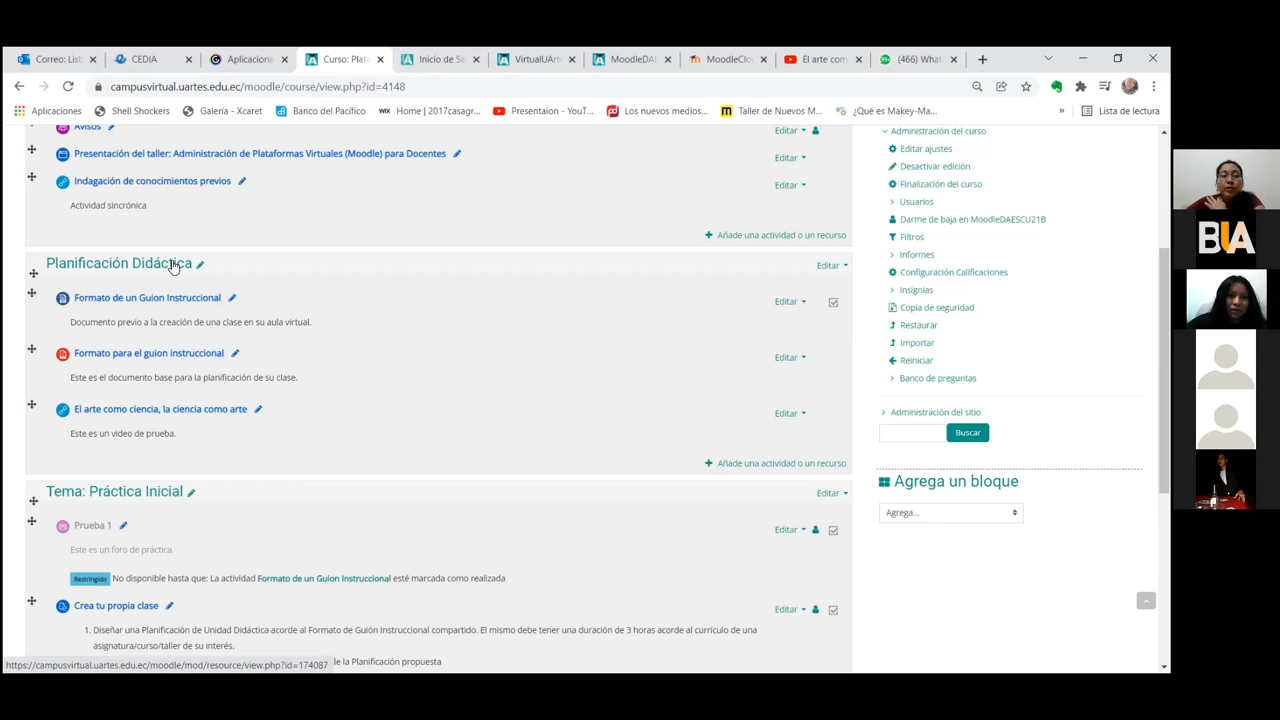 Correo: Lis
CEDIA
Aplicacione
Curso: Plat
Inicio de Se
VirtualUArt
MoodleDA
MoodleClo
El arte com
(466) What
campusvirtual.uartes.edu.ec/moodle/course/view.php?id=4148
Aplicaciones
Shell Shockers
Galería - Xcaret
Banco del Pacífico
Home | 2017casagr...
Presentaion - YouT...
Los nuevos medios...
Taller de Nuevos M...
¿Qué es Makey-Ma...
»
Lista de lectura
Avisos
Editar
Presentación del taller: Administración de Plataformas Virtuales (Moodle) para Docentes
Editar
Indagación de conocimientos previos
Editar
Actividad sincrónica
+ Añade una actividad o un recurso
Planificación Didáctica
Editar
Formato de un Guion Instruccional
Editar
Documento previo a la creación de una clase en su aula virtual.
Formato para el guion instruccional
Editar
Este es el documento base para la planificación de su clase.
El arte como ciencia, la ciencia como arte
Editar
Este es un video de prueba.
+ Añade una actividad o un recurso
Tema: Práctica Inicial
Editar
Prueba 1
Editar
Este es un foro de práctica.
Restringido No disponible hasta que: La actividad Formato de un Guion Instruccional esté marcada como realizada
Crea tu propia clase
Editar
1. Diseñar una Planificación de Unidad Didáctica acorde al Formato de Guión Instruccional compartido. El mismo debe tener una duración de 3 horas acorde al currículo de una
asignatura/curso/taller de su interés.
le la Planificación propuesta
https://campusvirtual.uartes.edu.ec/moodle/mod/resource/view.php?id=174087
Administración del curso
Editar ajustes
Desactivar edición
Finalización del curso
Usuarios
Darme de baja en MoodleDAESCU21B
Filtros
Informes
Configuración Calificaciones
Insignias
Copia de seguridad
Restaurar
Importar
Reiniciar
Banco de preguntas
Administración del sitio
Buscar
Agrega un bloque
Agrega...
BUA